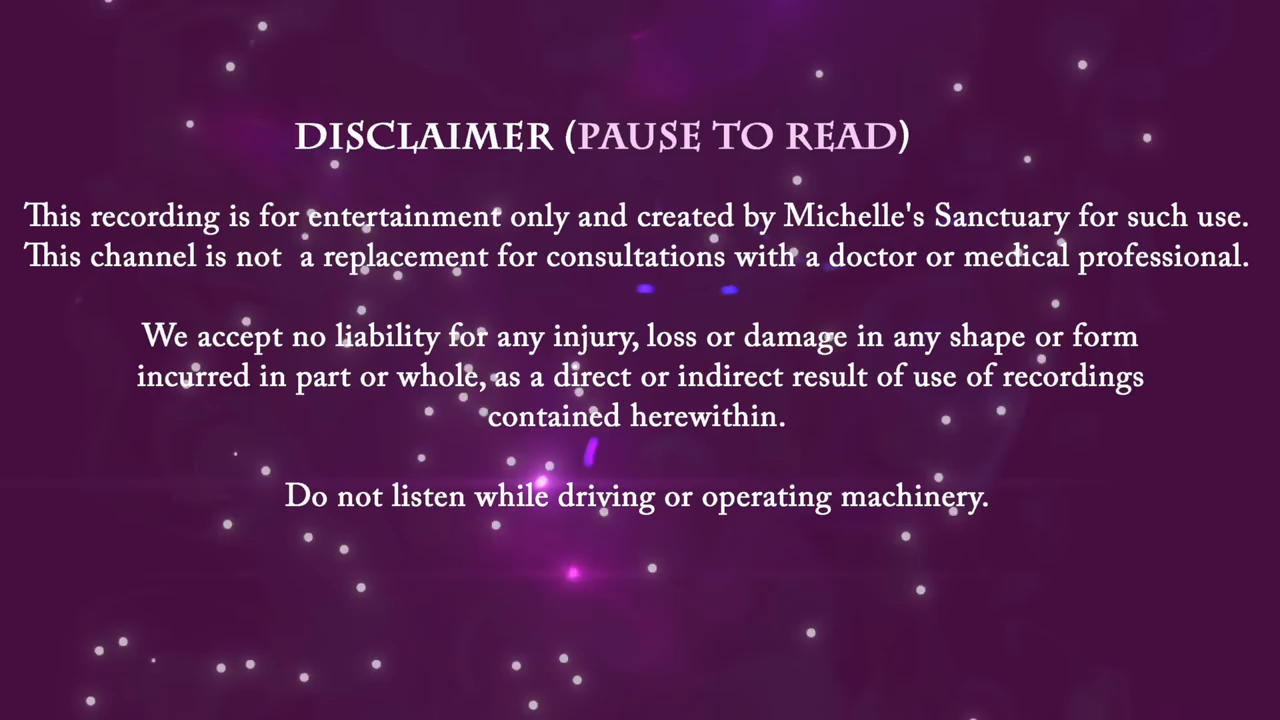 DISCLAIMER (PAUSE TO READ)
This recording is for entertainment only and created by Michelle's Sanctuary for such use.
This channel is not a replacement for consultations with a doctor or medical professional.
We accept no liability for any injury, loss or damage in any shape or form
incurred in part or whole, as a direct or indirect result of use of recordings
contained herewithin.
Do not listen while driving or operating machinery.